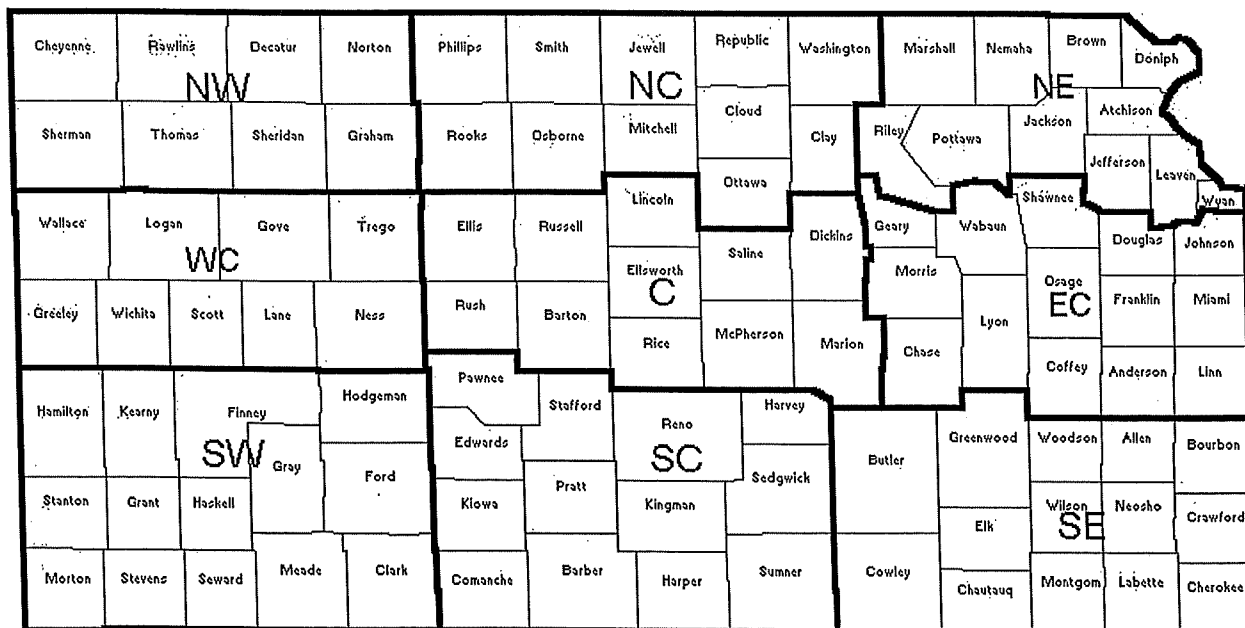 Cheyenne Rawlins Decatur Norton Phillips Smith Jewell Republic Washington Marshall Nemaha Brown Doniph
NW NC NE
Sherman Thomas Sheridan Graham Rooks Osborne Mitchell Cloud Clay Riley Pottawa Jackson Atchison
Jefferson Leaven Wyan
Ottawa Lincoln Shawnee
Wallace Logan Gove Trego Ellis Russell Saline Dickins Geary Wabaun Douglas Johnson
WC C EC
Ellsworth Morris Osage
Greeley Wichita Scott Lane Ness Rush Barton Rice McPherson Marion Chase Lyon Franklin Miami
Coffey Anderson Linn
Hamilton Kearny Finney Hodgeman Pawnee Stafford Reno Harvey
SW SC SE
Gray Ford Edwards Pratt Sedgwick Butler Greenwood Woodson Allen Bourbon
Stanton Grant Haskell Kiowa Kingman Elk Wilson Neosho Crawford
Morton Stevens Seward Meade Clark Comanche Barber Harper Sumner Cowley Chautauq Montgom Labette Cherokee